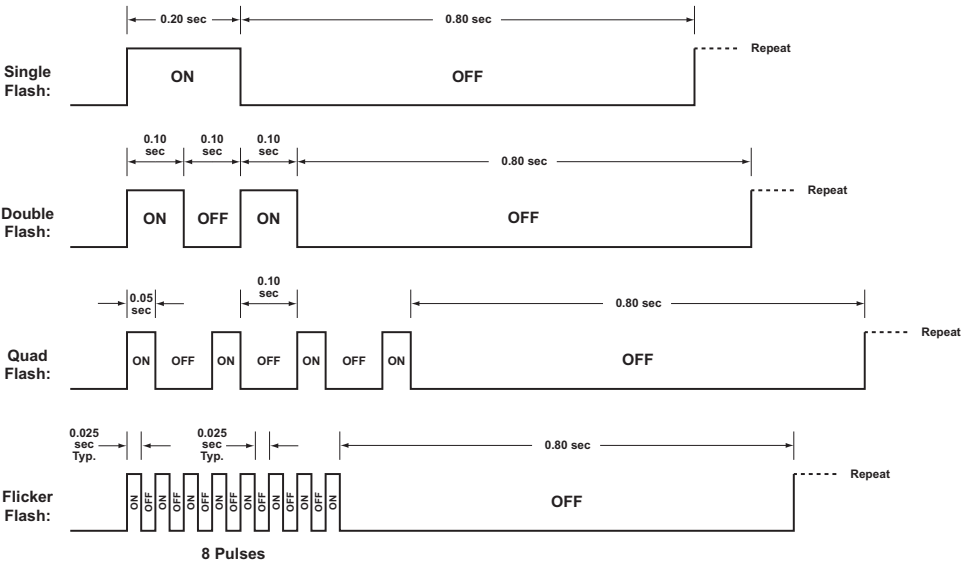 0.20 sec
0.80 sec
Repeat
Single
Flash:
ON
OFF
0.10
sec
0.10
sec
0.10
sec
0.80 sec
Repeat
Double
Flash:
ON
OFF
ON
OFF
0.05
sec
0.10
sec
0.80 sec
Repeat
Quad
Flash:
ON
OFF
ON
OFF
ON
OFF
ON
OFF
0.025
sec
Typ.
0.025
sec
Typ.
0.80 sec
Repeat
Flicker
Flash:
ON
OFF
ON
OFF
ON
OFF
ON
OFF
ON
OFF
ON
OFF
ON
OFF
ON
OFF
8 Pulses